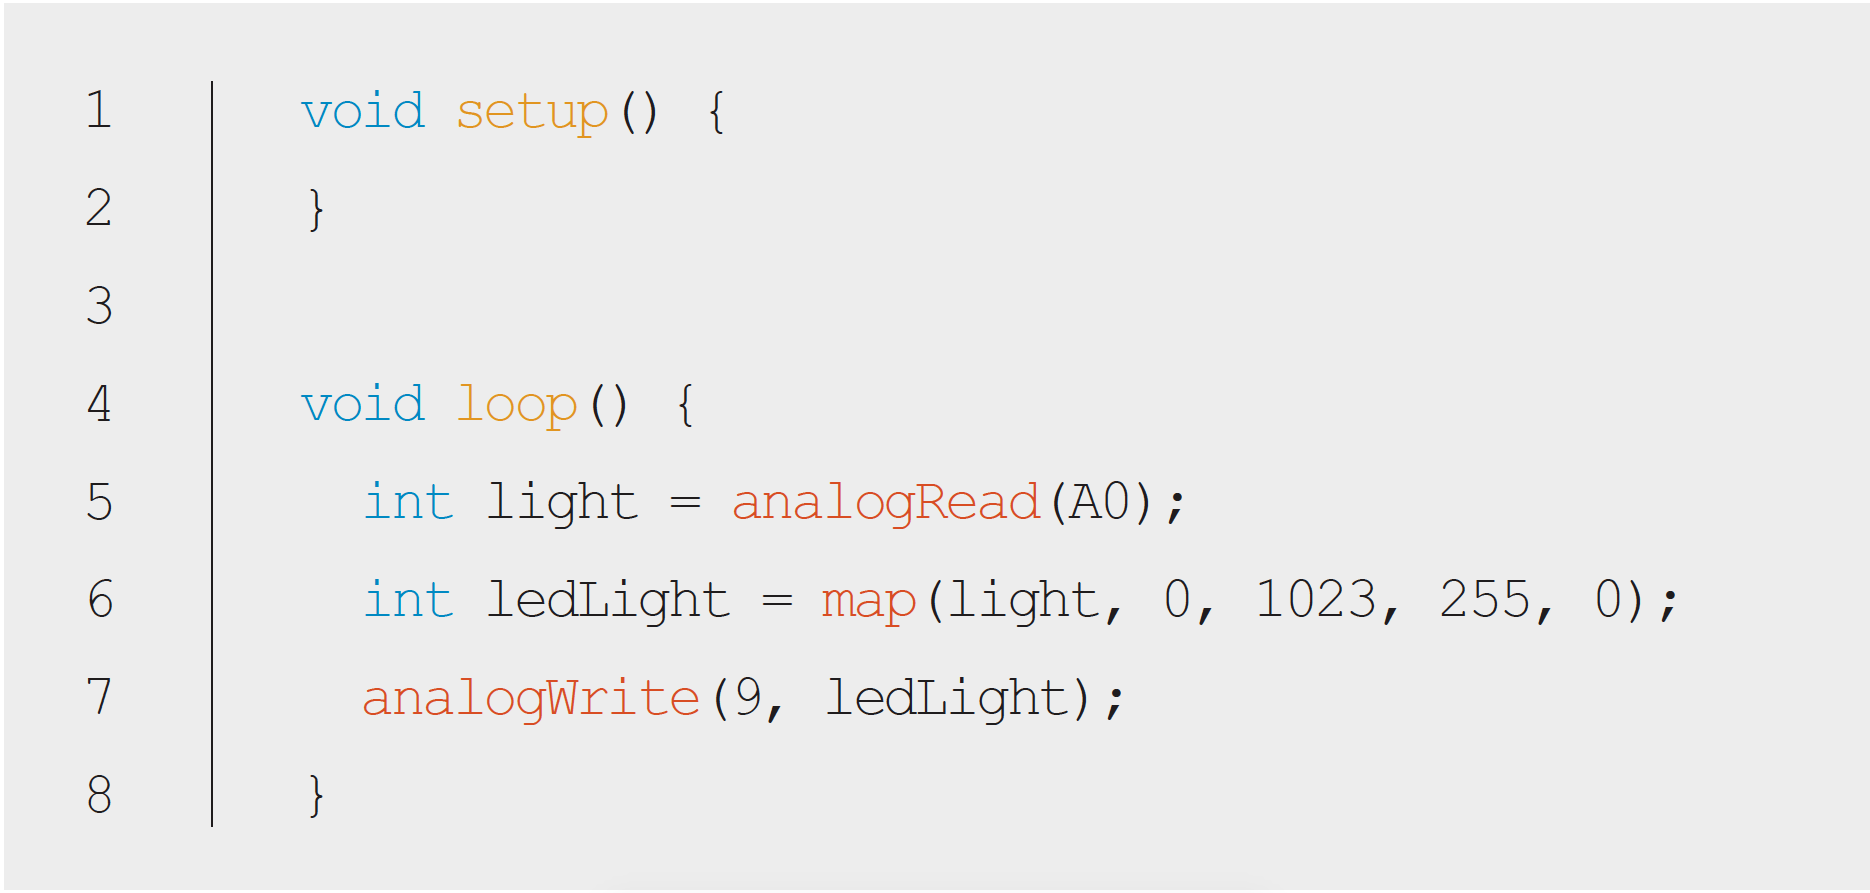 1 void setup() {
2 }
3
4 void loop() {
5 int light = analogRead(A0);
6 int ledLight = map(light, 0, 1023, 255, 0);
7 analogWrite(9, ledLight);
8 }